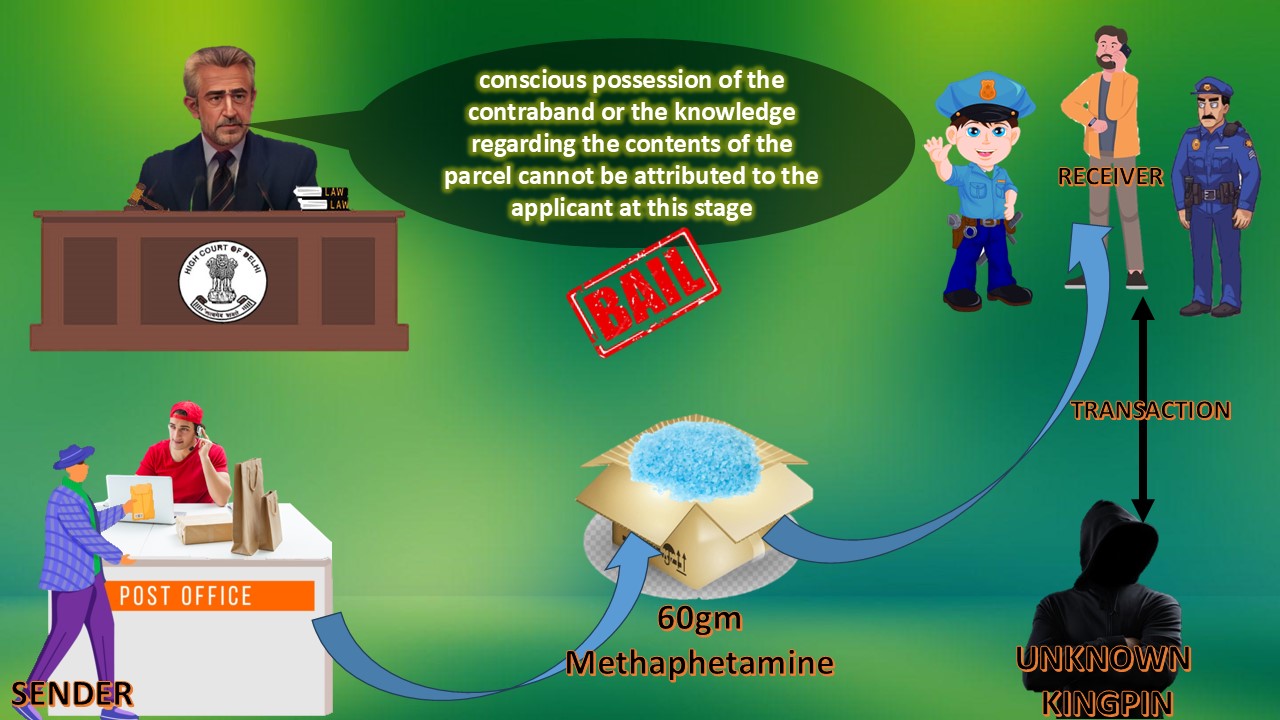 conscious possession of the
contraband or the knowledge
regarding the contents of the
parcel cannot be attributed to the
applicant at this stage
LAW
LAW
HIGH COURT OF DELHI
BAIL
RECEIVER
TRANSACTION
POST OFFICE
60gm
Methaphetamine
SENDER
UNKNOWN
KINGPIN